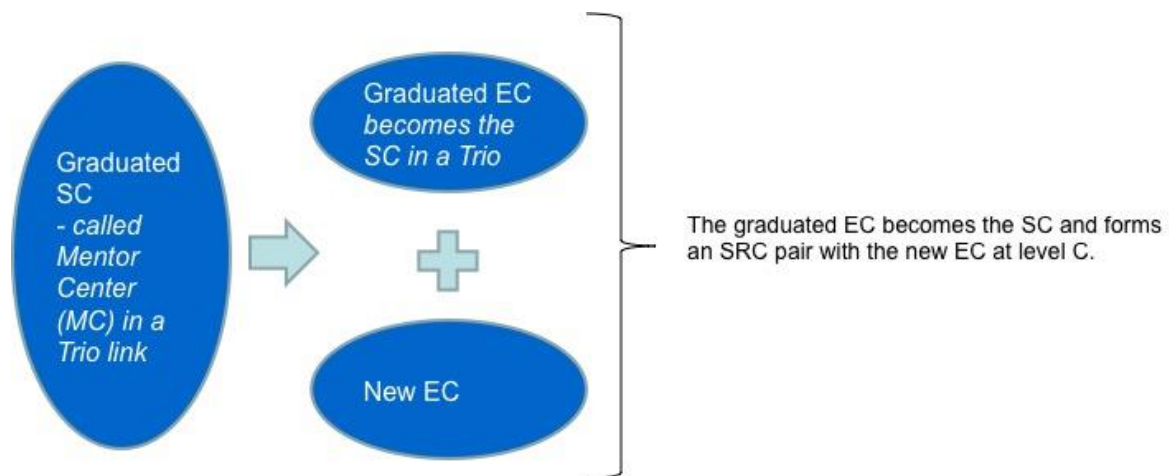 Graduated
SC
- called
Mentor
Center
(MC) in a
Trio link
Graduated EC
becomes the
SC in a Trio
New EC
The graduated EC becomes the SC and forms
an SRC pair with the new EC at level C.